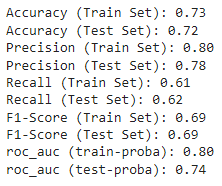 Accuracy (Train Set): 0.73
Accuracy (Test Set): 0.72
Precision (Train Set): 0.80
Precision (Test Set): 0.78
Recall (Train Set): 0.61
Recall (Test Set): 0.62
F1-Score (Train Set): 0.69
F1-Score (Test Set): 0.69
roc_auc (train-proba): 0.80
roc_auc (test-proba): 0.74